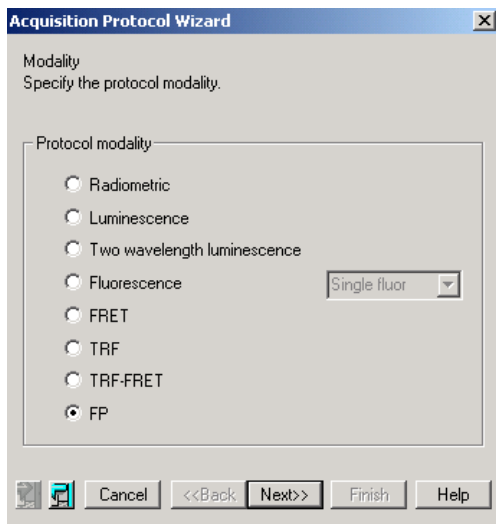 Acquisition Protocol Wizard
Modality
Specify the protocol modality.
Protocol modality
Radiometric
Luminescence
Two wavelength luminescence
Fluorescence Single fluor
FRET
TRF
TRF-FRET
FP
Cancel <<Back Next>> Finish Help